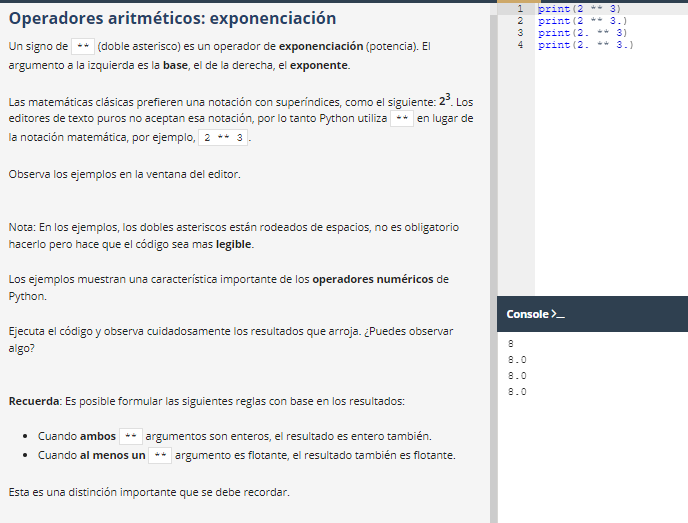 Operadores aritméticos: exponenciación
Un signo de ** (doble asterisco) es un operador de exponenciación (potencia). El
argumento a la izquierda es la base, el de la derecha, el exponente.
Las matemáticas clásicas prefieren una notación con superíndices, como el siguiente: 2³. Los
editores de texto puros no aceptan esa notación, por lo tanto Python utiliza ** en lugar de
la notación matemática, por ejemplo, 2 ** 3.
Observa los ejemplos en la ventana del editor.
Nota: En los ejemplos, los dobles asteriscos están rodeados de espacios, no es obligatorio
hacerlo pero hace que el código sea mas legible.
Los ejemplos muestran una característica importante de los operadores numéricos de
Python.
Ejecuta el código y observa cuidadosamente los resultados que arroja. ¿Puedes observar
algo?
Recuerda: Es posible formular las siguientes reglas con base en los resultados:
• Cuando ambos ** argumentos son enteros, el resultado es entero también.
• Cuando al menos un ** argumento es flotante, el resultado también es flotante.
Esta es una distinción importante que se debe recordar.
1 print(2 ** 3)
2 print(2 ** 3.)
3 print(2. ** 3)
4 print(2. ** 3.)
Console >_
8
8.0
8.0
8.0